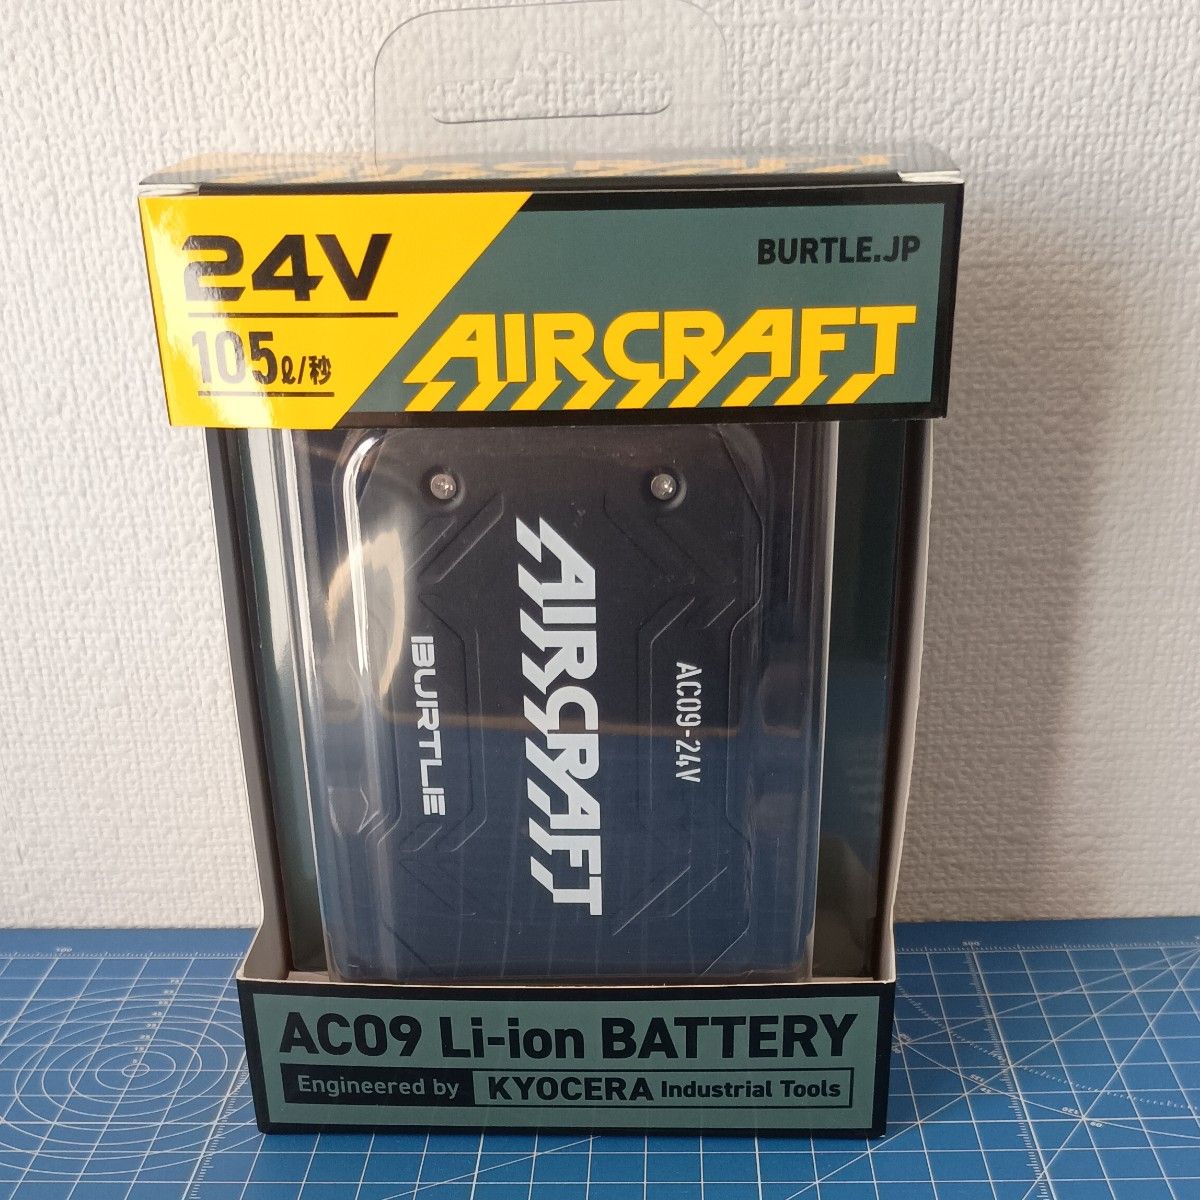 24V
105ℓ/秒
BURTLE.JP
AIRCRAFT
BURTLE
AIRCRAFT
AC09-24V
AC09 Li-ion BATTERY
Engineered by KYOCERA Industrial Tools